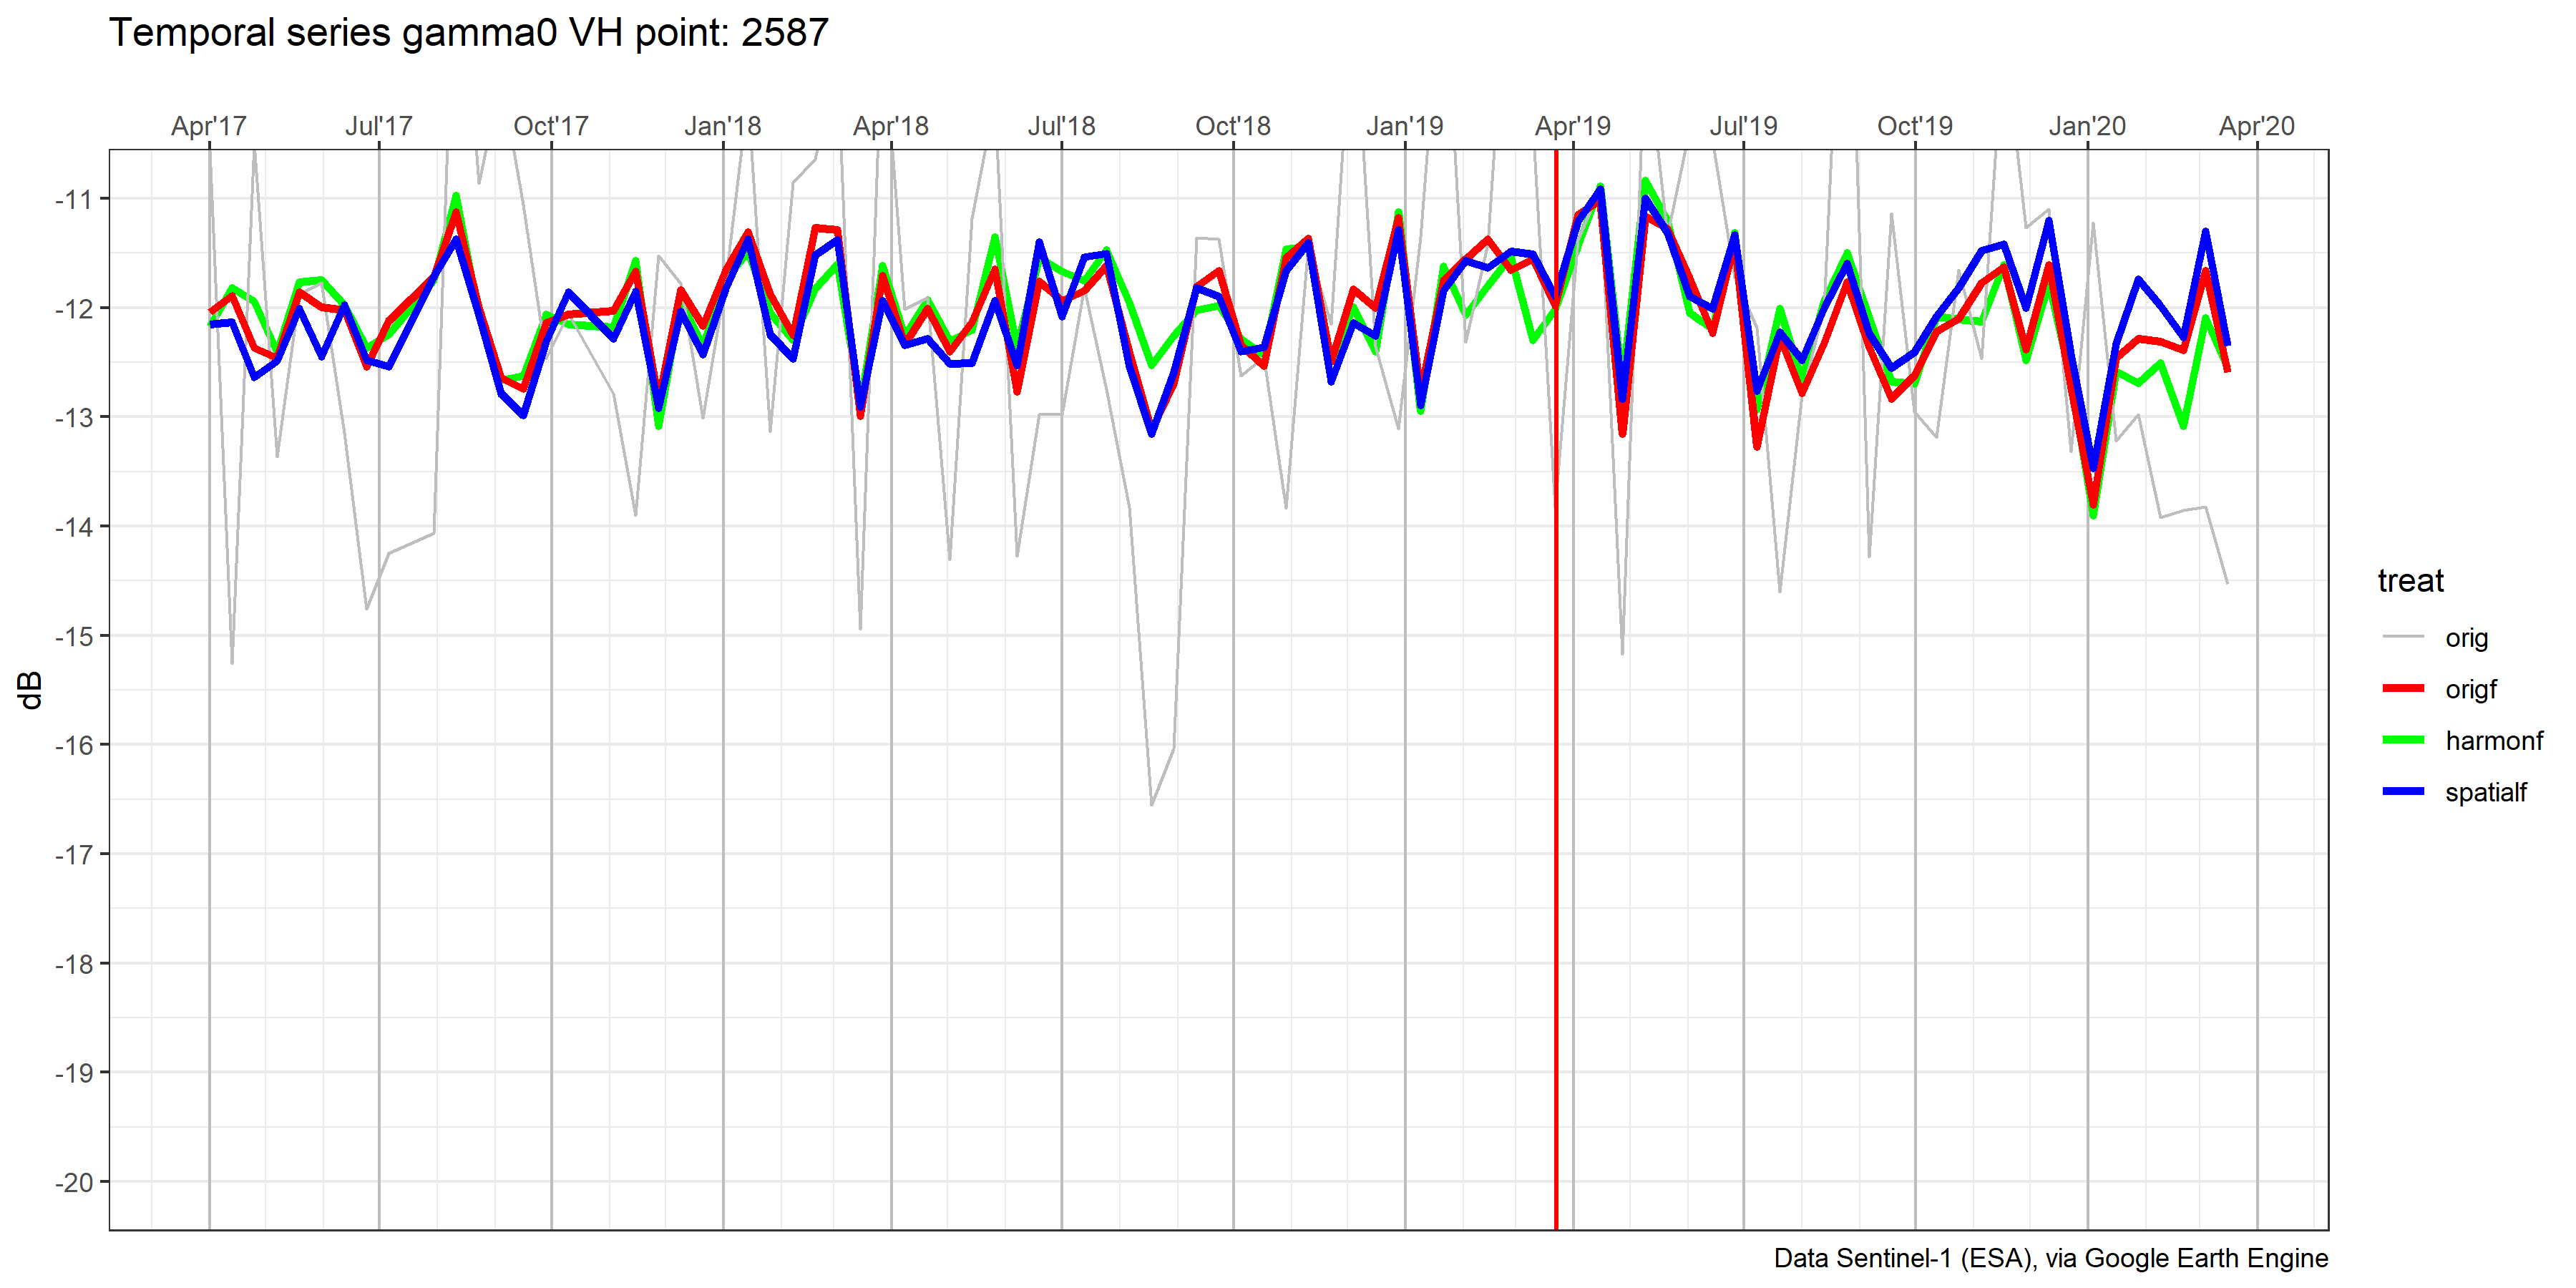 Temporal series gamma0 VH point: 2587
Apr'17 Jul'17 Oct'17 Jan'18 Apr'18 Jul'18 Oct'18 Jan'19 Apr'19 Jul'19 Oct'19 Jan'20 Apr'20
-11
-12
-13
-14
-15
-16
-17
-18
-19
-20
dB
treat
orig
origf
harmonf
spatialf
Data Sentinel-1 (ESA), via Google Earth Engine